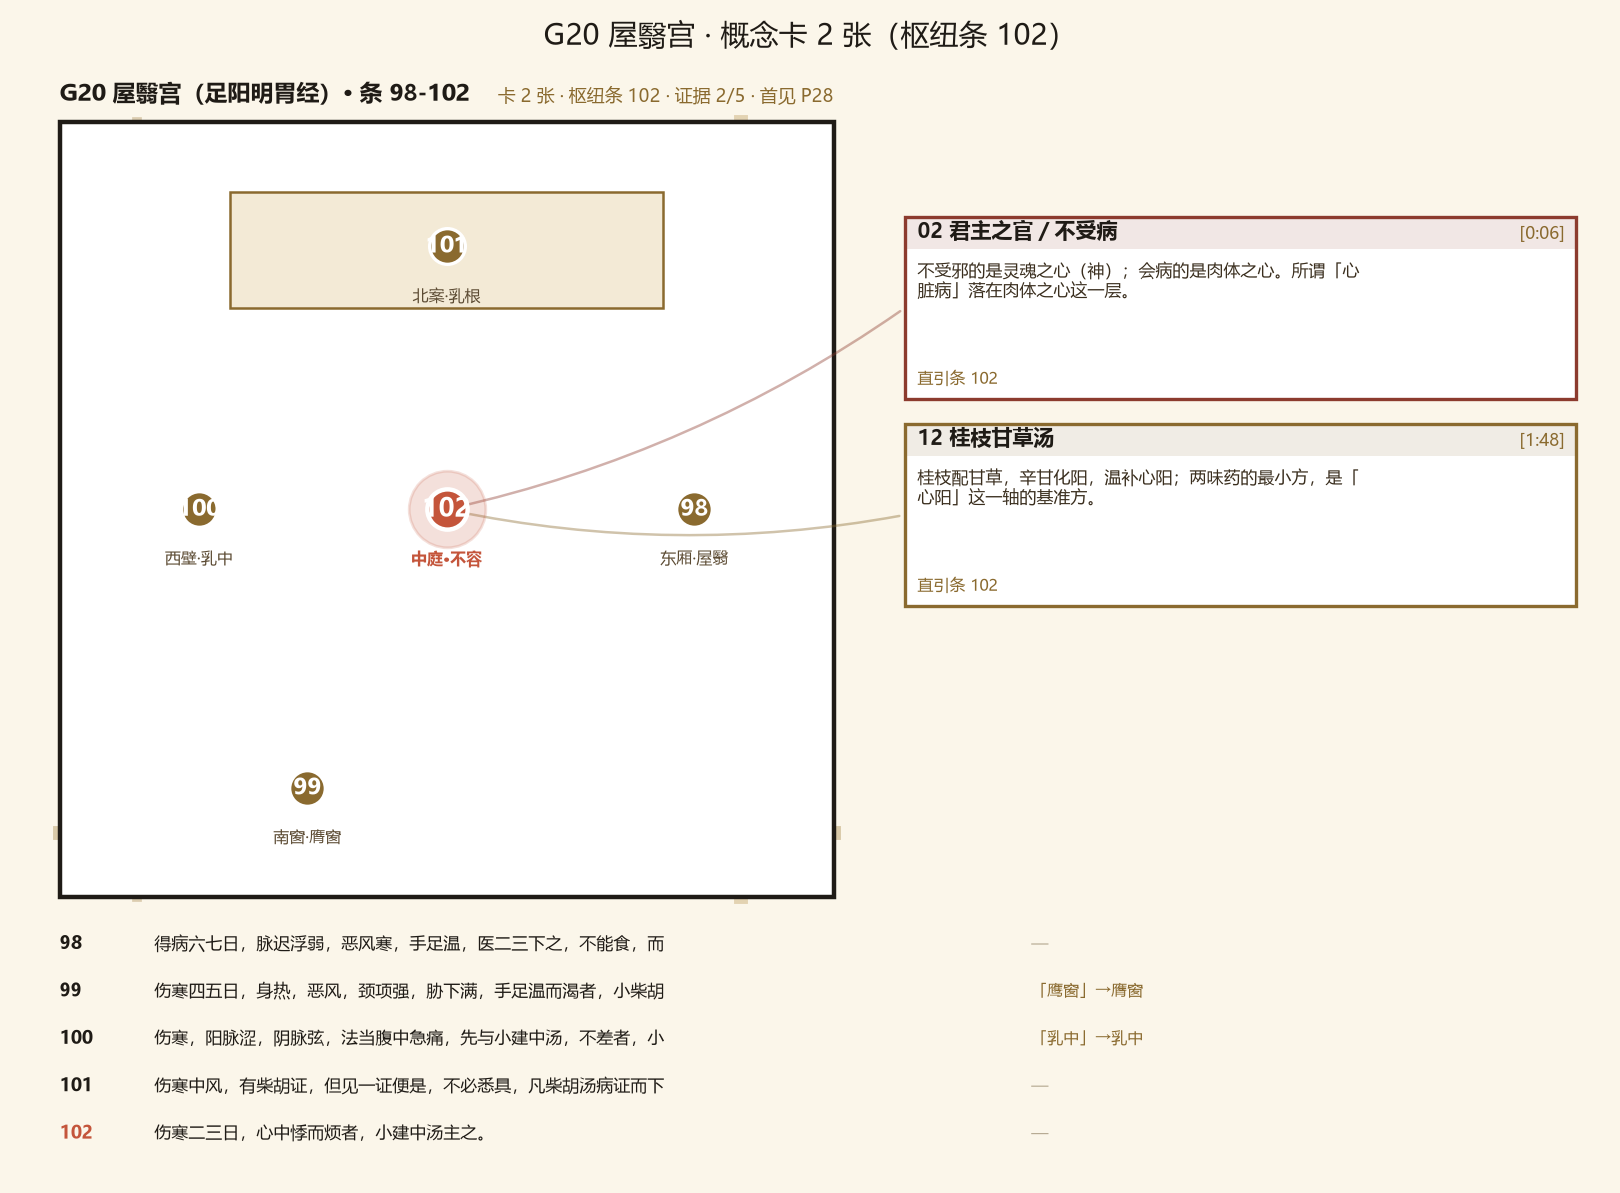 G20 屋翳宫 · 概念卡 2 张（枢纽条 102）
G20 屋翳宫（足阳明胃经）• 条 98-102
卡 2 张 · 枢纽条 102 · 证据 2/5 · 首见 P28
101
北案·乳根
100
西壁·乳中
102
中庭•不容
98
东厢·屋翳
99
南窗·膺窗
02 君主之官 / 不受病
[0:06]
不受邪的是灵魂之心（神）；会病的是肉体之心。所谓「心
脏病」落在肉体之心这一层。
直引条 102
12 桂枝甘草汤
[1:48]
桂枝配甘草，辛甘化阳，温补心阳；两味药的最小方，是「
心阳」这一轴的基准方。
直引条 102
98 得病六七日，脉迟浮弱，恶风寒，手足温，医二三下之，不能食，而 —
99 伤寒四五日，身热，恶风，颈项强，胁下满，手足温而渴者，小柴胡 「鹰窗」→膺窗
100 伤寒，阳脉涩，阴脉弦，法当腹中急痛，先与小建中汤，不差者，小 「乳中」→乳中
101 伤寒中风，有柴胡证，但见一证便是，不必悉具，凡柴胡汤病证而下 —
102 伤寒二三日，心中悸而烦者，小建中汤主之。 —